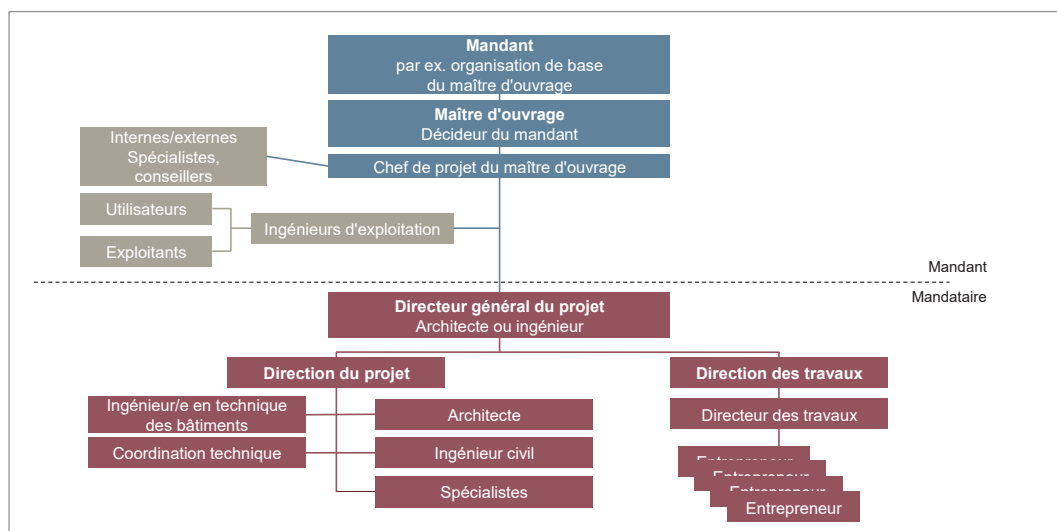 Mandant
par ex. organisation de base
du maître d'ouvrage
Maître d'ouvrage
Décideur du mandant
Internes/externes
Spécialistes,
conseillers
Chef de projet du maître d'ouvrage
Utilisateurs
Ingénieurs d'exploitation
Exploitants
Mandant
Mandataire
Directeur général du projet
Architecte ou ingénieur
Direction du projet
Direction des travaux
Ingénieur/e en technique
des bâtiments
Architecte
Directeur des travaux
Coordination technique
Ingénieur civil
Spécialistes
Entrepreneur
Entrepreneur
Entrepreneur
Entrepreneur